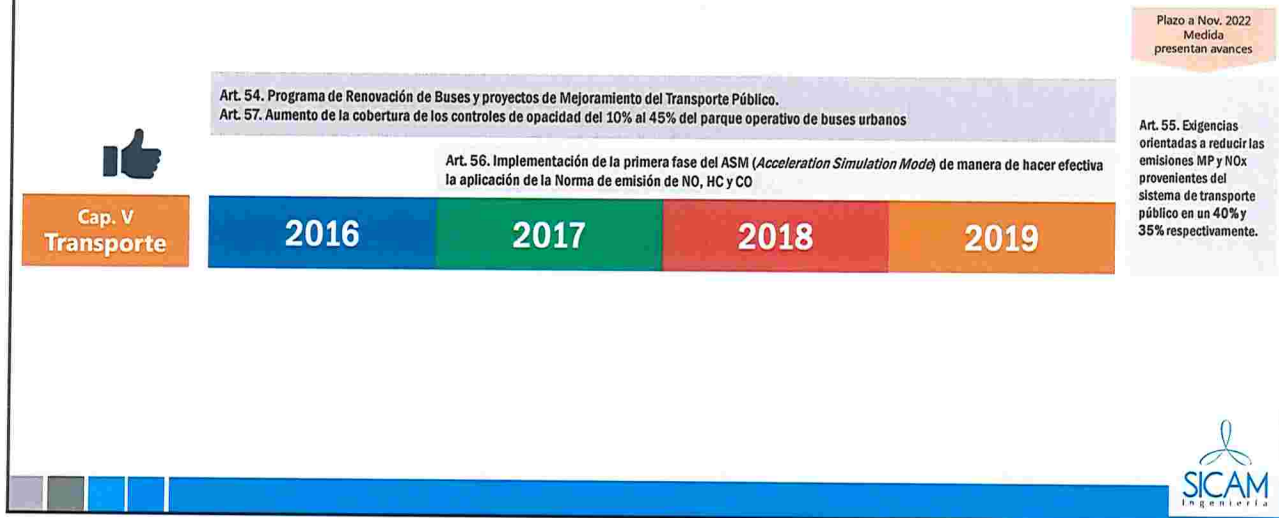 Plazo a Nov. 2022
Medida
presentan avances
Art. 54. Programa de Renovación de Buses y proyectos de Mejoramiento del Transporte Público.
Art. 57. Aumento de la cobertura de los controles de opacidad del 10% al 45% del parque operativo de buses urbanos
Art. 56. Implementación de la primera fase del ASM (Acceleration Simulation Mode) de manera de hacer efectiva
la aplicación de la Norma de emisión de NO, HC y CO
Art. 55. Exigencias
orientadas a reducir las
emisiones MP y NOx
provenientes del
sistema de transporte
público en un 40% y
35% respectivamente.
Cap. V
Transporte
2016
2017
2018
2019
SICAM
Ingeniería